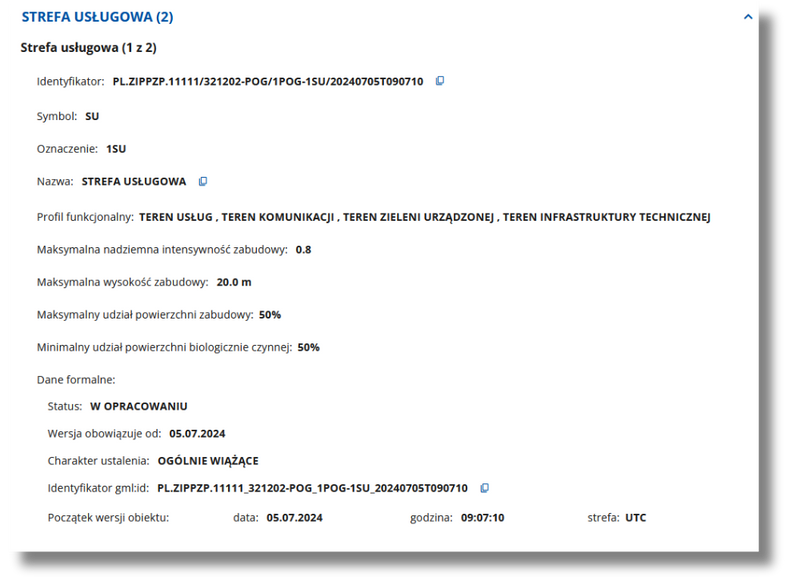 STREFA USŁUGOWA (2)
Strefa usługowa (1 z 2)
Identyfikator: PL.ZIPPZP.11111/321202-POG/1POG-1SU/20240705T090710
Symbol: SU
Oznaczenie: 1SU
Nazwa: STREFA USŁUGOWA
Profil funkcjonalny: TEREN USŁUG , TEREN KOMUNIKACJI , TEREN ZIELENI URZĄDZONEJ , TEREN INFRASTRUKTURY TECHNICZNEJ
Maksymalna nadziemna intensywność zabudowy: 0.8
Maksymalna wysokość zabudowy: 20.0 m
Maksymalny udział powierzchni zabudowy: 50%
Minimalny udział powierzchni biologicznie czynnej: 50%
Dane formalne:
Status: W OPRACOWANIU
Wersja obowiązuje od: 05.07.2024
Charakter ustalenia: OGÓLNIE WIĄŻĄCE
Identyfikator gml:id: PL.ZIPPZP.11111_321202-POG_1POG-1SU_20240705T090710
Początek wersji obiektu: data: 05.07.2024 godzina: 09:07:10 strefa: UTC